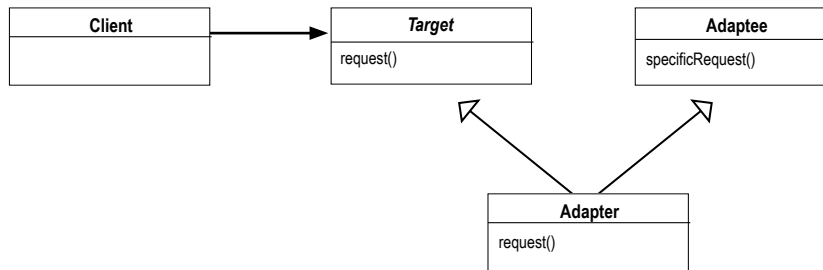 Client
Target
request()
Adaptee
specificRequest()
Adapter
request()